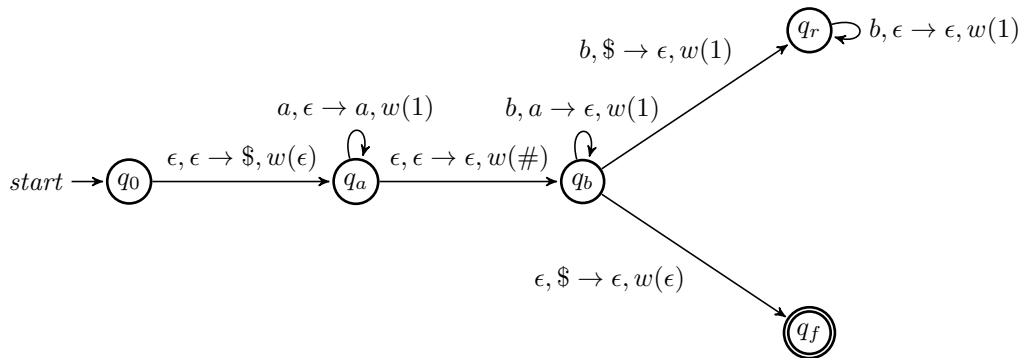 q_r
b, ϵ → ϵ, w(1)
b, $ → ϵ, w(1)
a, ϵ → a, w(1)
b, a → ϵ, w(1)
ϵ, ϵ → $, w(ϵ)
ϵ, ϵ → ϵ, w(#)
start
q_0
q_a
q_b
ϵ, $ → ϵ, w(ϵ)
q_f